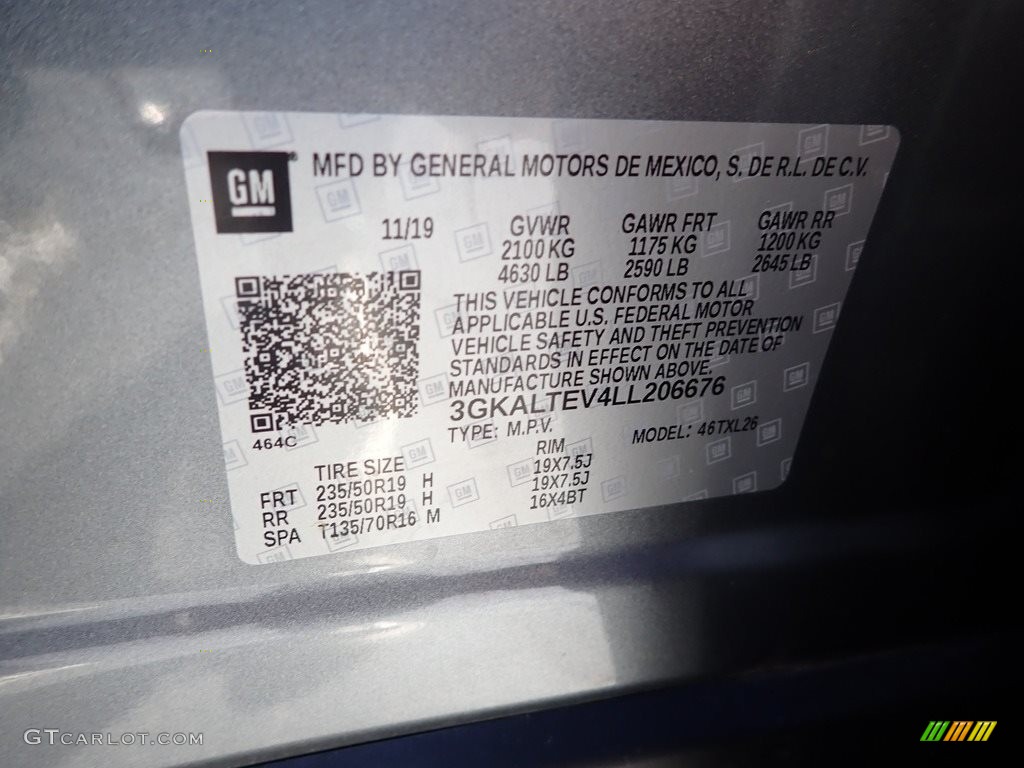 GM
MFD BY GENERAL MOTORS DE MEXICO, S. DE R.L. DE C.V.
11/19 GVWR GAWR FRT GAWR RR
2100 KG 1175 KG 1200 KG
4630 LB 2590 LB 2645 LB
THIS VEHICLE CONFORMS TO ALL
APPLICABLE U.S. FEDERAL MOTOR
VEHICLE SAFETY AND THEFT PREVENTION
STANDARDS IN EFFECT ON THE DATE OF
MANUFACTURE SHOWN ABOVE.
3GKALTEV4LL206676
464C
TYPE: M.P.V. MODEL: 46TXL26
TIRE SIZE RIM
FRT 235/50R19 H 19X7.5J
RR 235/50R19 H 19X7.5J
SPA T135/70R16 M 16X4BT
GTCARLOT.COM